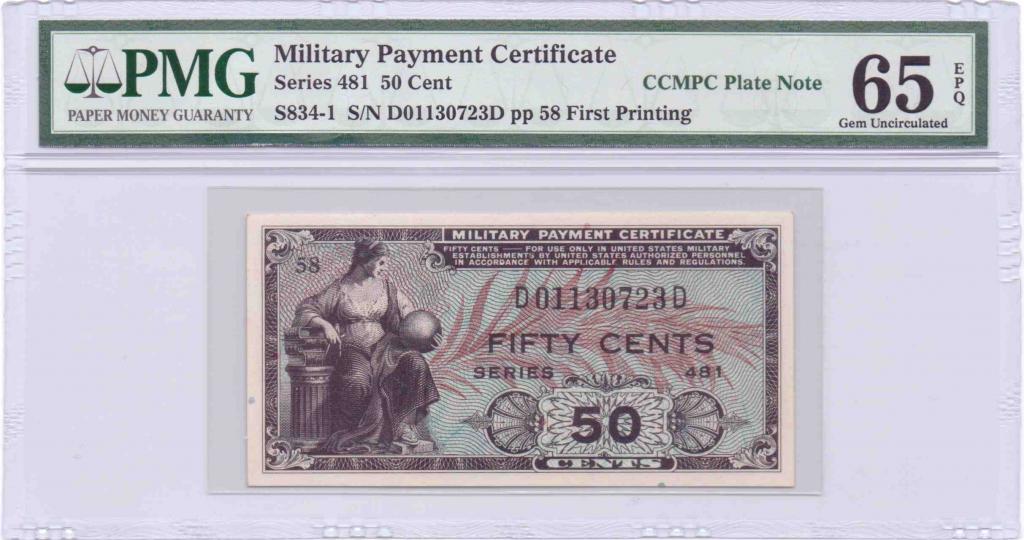 PMG
PAPER MONEY GUARANTY
Military Payment Certificate
Series 481 50 Cent
S834-1 S/N D01130723D pp 58 First Printing
CCMPC Plate Note
65
EPQ
Gem Uncirculated
MILITARY PAYMENT CERTIFICATE
FIFTY CENTS — FOR USE ONLY IN UNITED STATES MILITARY
ESTABLISHMENTS BY UNITED STATES AUTHORIZED PERSONNEL
IN ACCORDANCE WITH APPLICABLE RULES AND REGULATIONS.
58
D01130723D
FIFTY CENTS
SERIES 481
50
CENTS